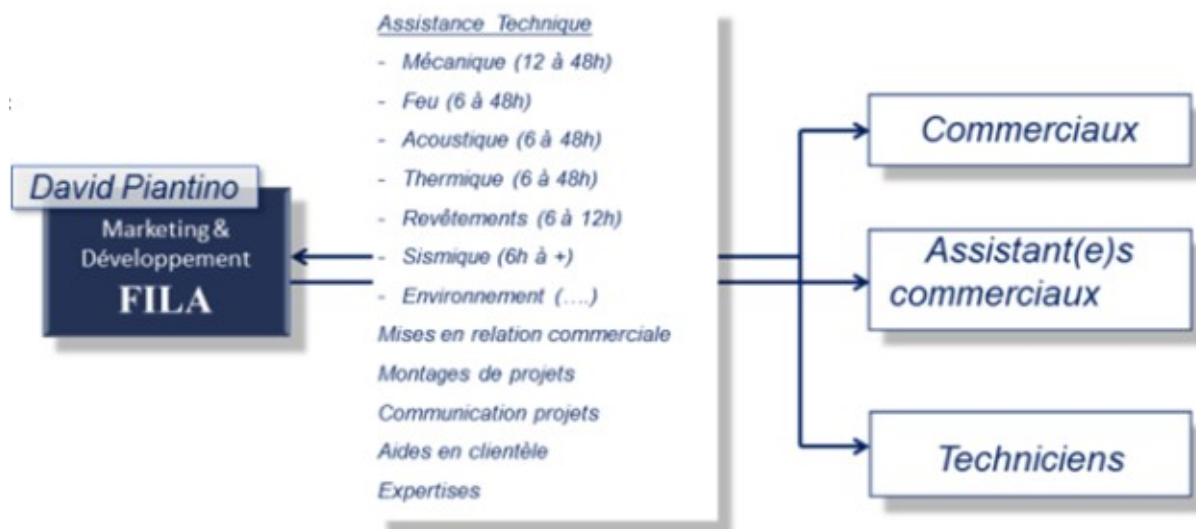 David Piantino
Marketing &
Développement
FILA
Assistance Technique
- Mécanique (12 à 48h)
- Feu (6 à 48h)
- Acoustique (6 à 48h)
- Thermique (6 à 48h)
- Revêtements (6 à 12h)
- Sismique (6h à +)
- Environnement (….)
Mises en relation commerciale
Montages de projets
Communication projets
Aides en clientèle
Expertises
Commerciaux
Assistant(e)s
commerciaux
Techniciens